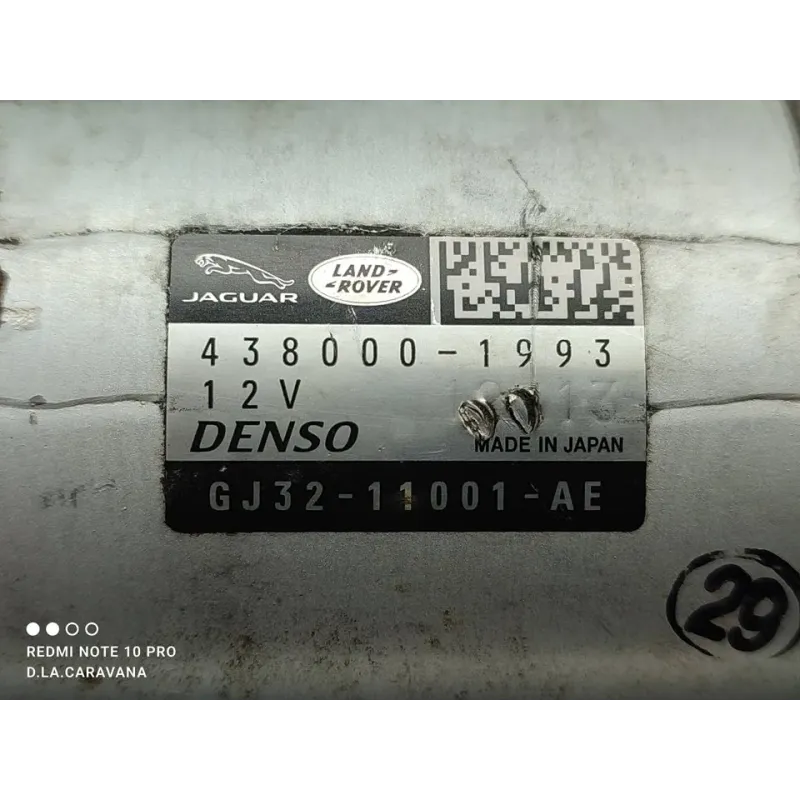 JAGUAR
LAND-
-ROVER
438000-1993
12V
DENSO
MADE IN JAPAN
GJ32-11001-AE
29
REDMI NOTE 10 PRO
D.LA.CARAVANA